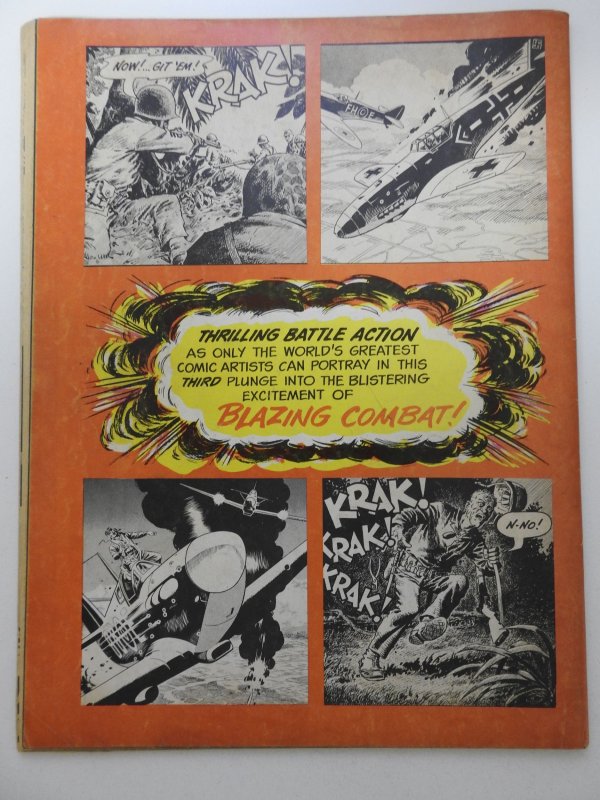 NOW!...GIT 'EM!
KRAK!
EH O F
THRILLING BATTLE ACTION
AS ONLY THE WORLD'S GREATEST
COMIC ARTISTS CAN PORTRAY IN THIS
THIRD PLUNGE INTO THE BLISTERING
EXCITEMENT OF
BLAZING COMBAT!
KRAK!
KRAK!
KRAK!
N-NO!